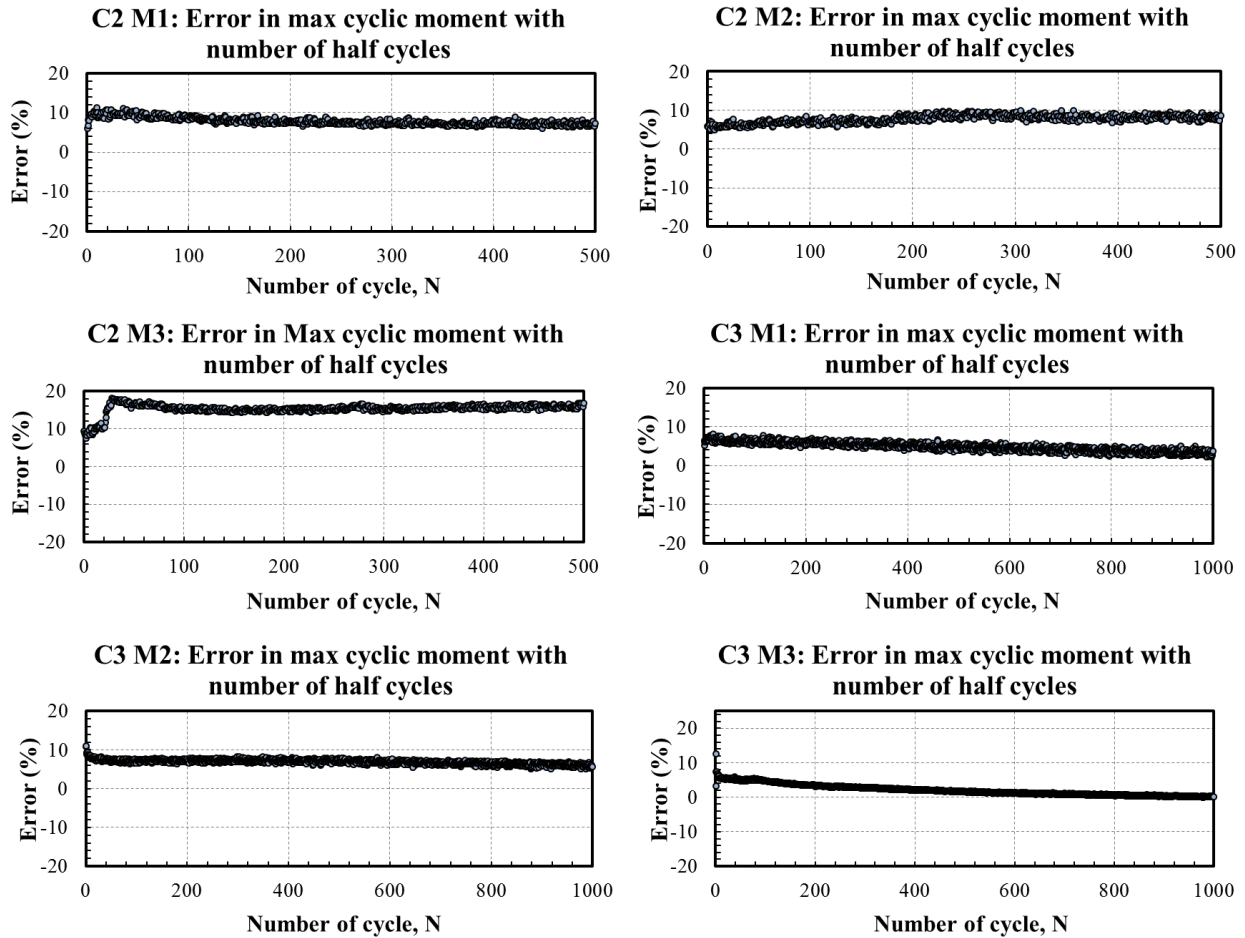 C2 M1: Error in max cyclic moment with
number of half cycles
20
10
0
-10
-20
Error (%)
0 100 200 300 400 500
Number of cycle, N
C2 M2: Error in max cyclic moment with
number of half cycles
20
10
0
-10
-20
Error (%)
0 100 200 300 400 500
Number of cycle, N
C2 M3: Error in Max cyclic moment with
number of half cycles
20
10
0
-10
-20
Error (%)
0 100 200 300 400 500
Number of cycle, N
C3 M1: Error in max cyclic moment with
number of half cycles
20
10
0
-10
-20
Error (%)
0 200 400 600 800 1000
Number of cycle, N
C3 M2: Error in max cyclic moment with
number of half cycles
20
10
0
-10
-20
Error (%)
0 200 400 600 800 1000
Number of cycle, N
C3 M3: Error in max cyclic moment with
number of half cycles
20
10
0
-10
-20
Error (%)
0 200 400 600 800 1000
Number of cycle, N